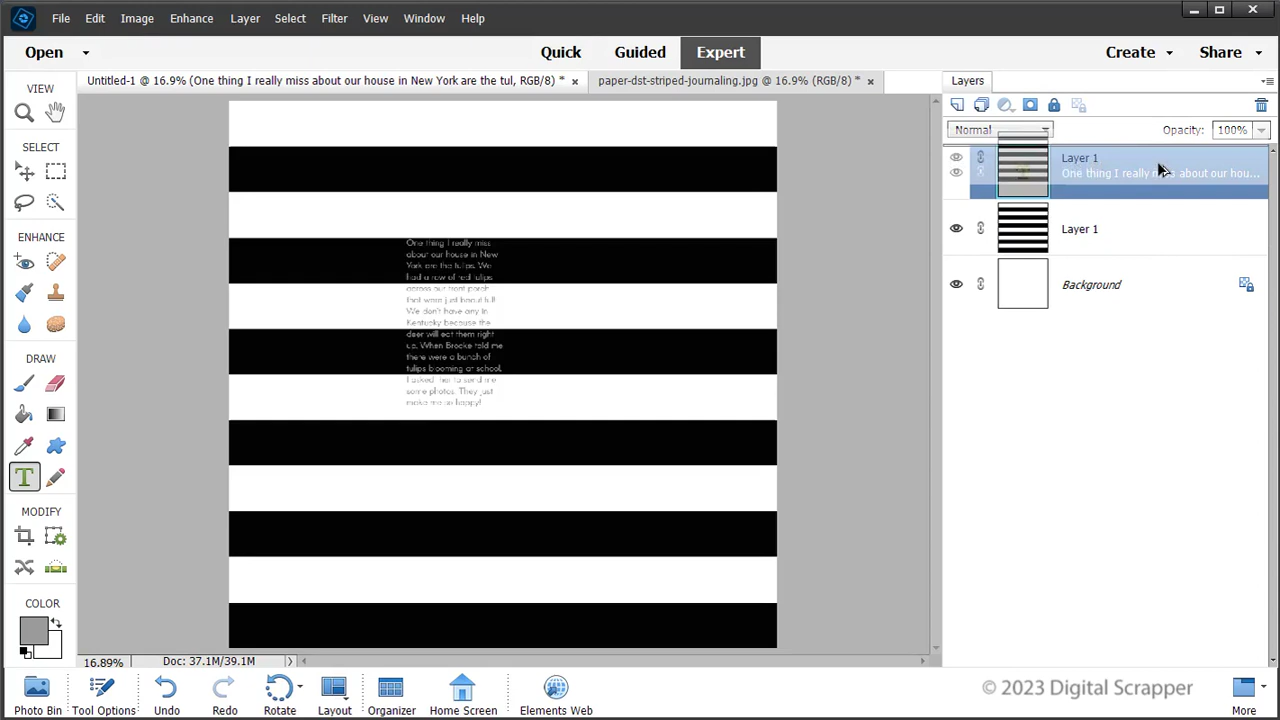 File Edit Image Enhance Layer Select Filter View Window Help
Open Quick Guided Expert Create Share
Untitled-1 @ 16.9% (One thing I really miss about our house in New York are the tul, RGB/8) * × paper-dst-striped-journaling.jpg @ 16.9% (RGB/8) * × Layers
VIEW
SELECT
ENHANCE
DRAW
T
MODIFY
COLOR
One thing I really miss
about our house in New
York are the tulips. We
had a row of red tulips
across our front porch
that were just beautiful!
We don't have any in
Kentucky because the
deer will eat them right
up. When Brooke told me
there were a bunch of
tulips blooming at school,
I asked her to send me
some photos. They just
make me so happy!
Normal Opacity: 100%
Layer 1
One thing I really miss about our hou...
Layer 1
Background
16.89% Doc: 37.1M/39.1M
Photo Bin Tool Options Undo Redo Rotate Layout Organizer Home Screen Elements Web More
© 2023 Digital Scrapper